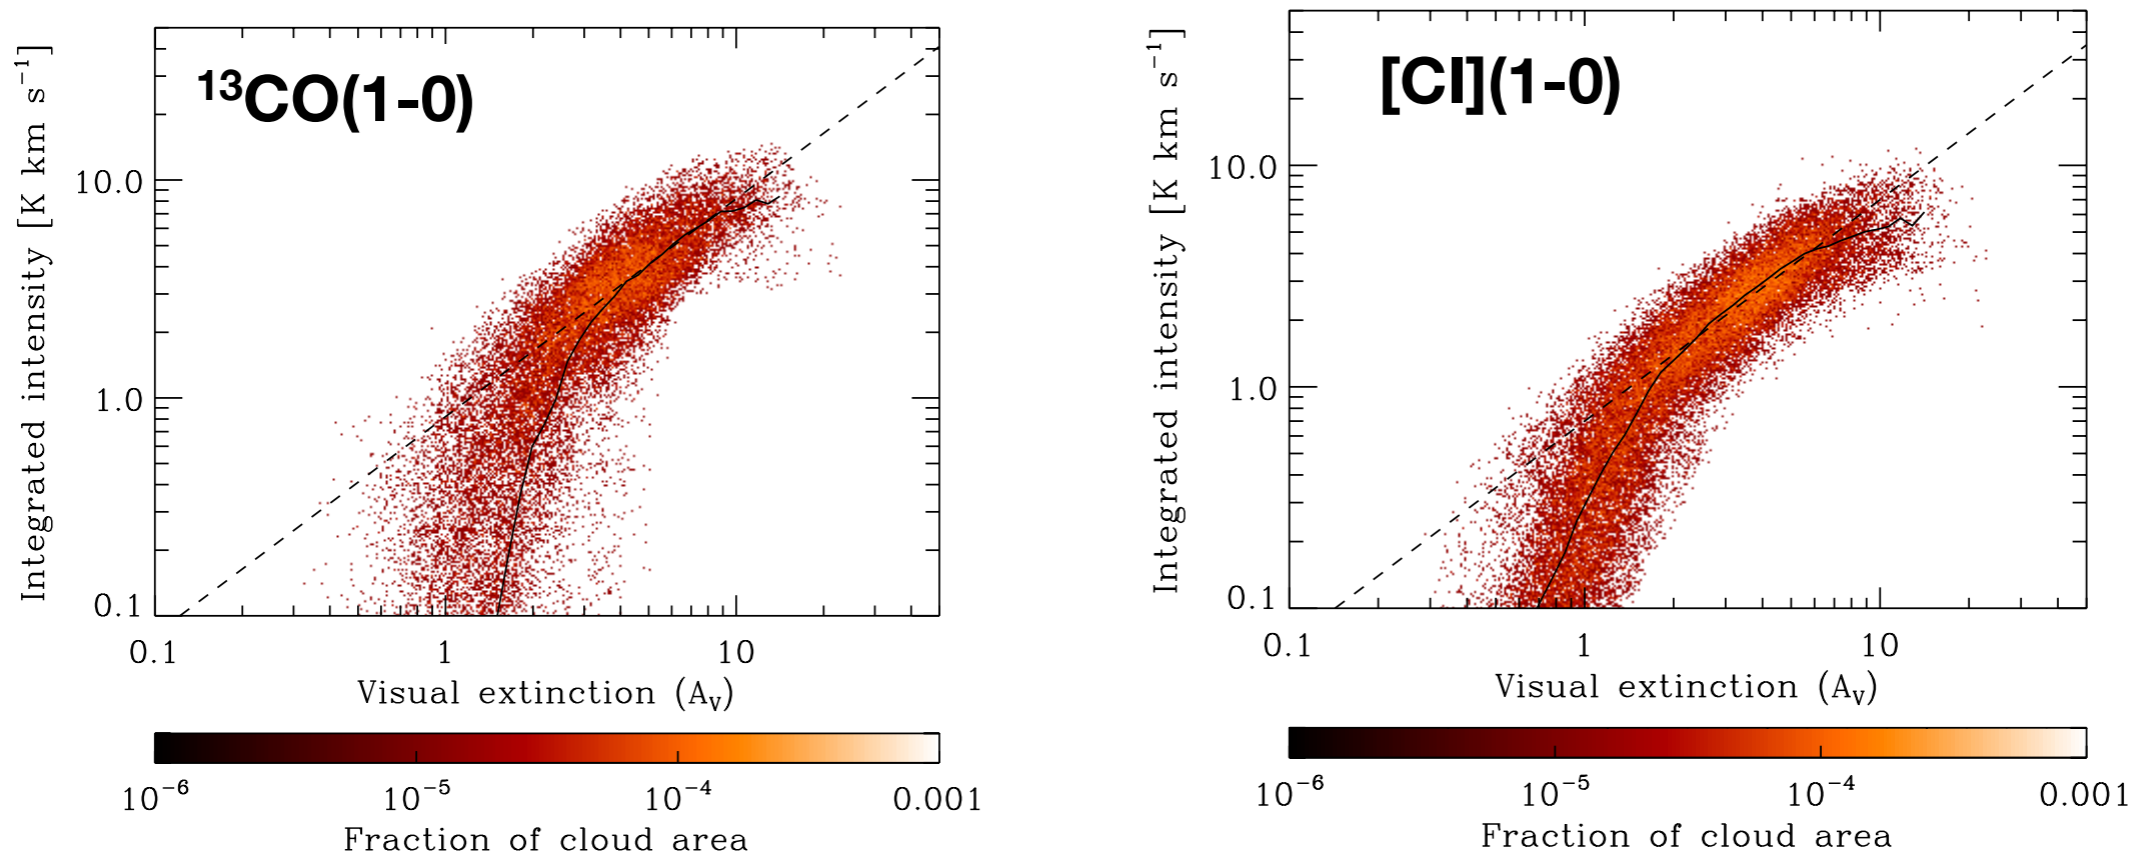 ¹³CO(1-0)
Integrated intensity [K km s⁻¹]
10.0
1.0
0.1
0.1 1 10
Visual extinction (Aᵥ)
10⁻⁶ 10⁻⁵ 10⁻⁴ 0.001
Fraction of cloud area
[CI](1-0)
Integrated intensity [K km s⁻¹]
10.0
1.0
0.1
0.1 1 10
Visual extinction (Aᵥ)
10⁻⁶ 10⁻⁵ 10⁻⁴ 0.001
Fraction of cloud area